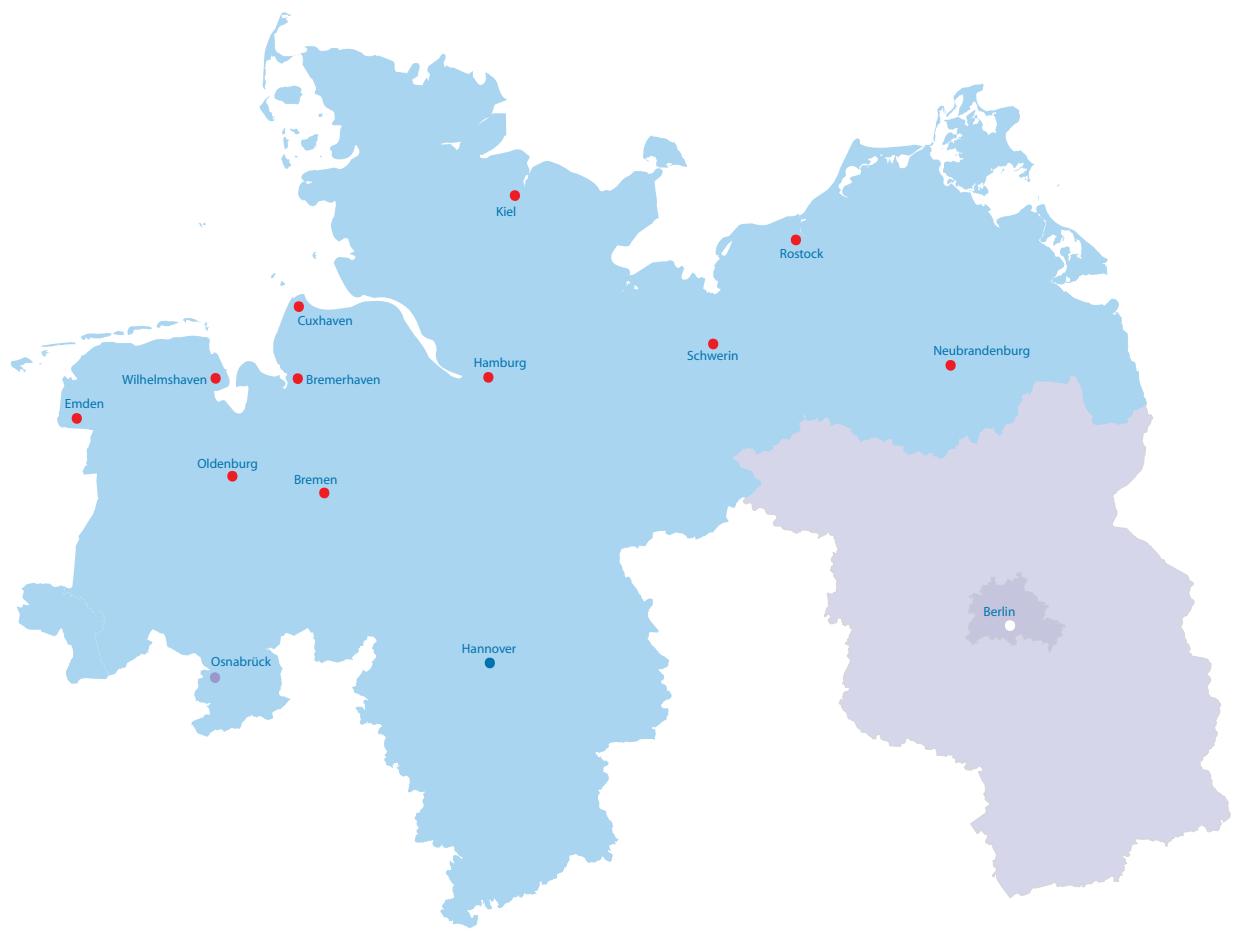 Kiel
Rostock
Cuxhaven
Hamburg
Schwerin
Neubrandenburg
Wilhelmshaven
Bremerhaven
Emden
Oldenburg
Bremen
Berlin
Hannover
Osnabrück